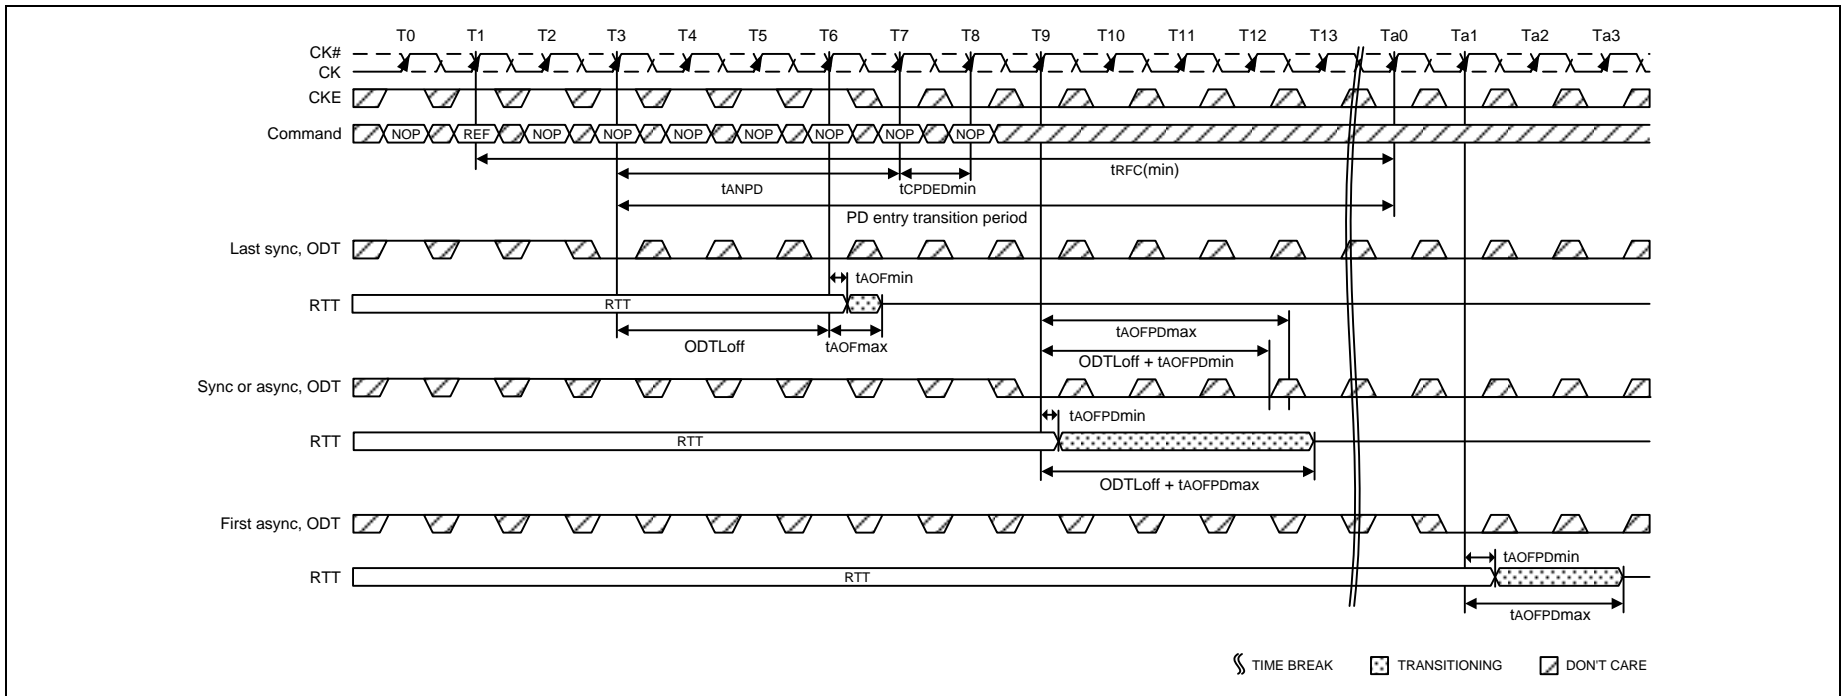 T0 T1 T2 T3 T4 T5 T6 T7 T8 T9 T10 T11 T12 T13 Ta0 Ta1 Ta2 Ta3
CK#
CK
CKE
Command NOP REF NOP NOP NOP NOP NOP NOP NOP
tRFC(min)
tANPD tCPDEDmin
PD entry transition period
Last sync, ODT
tAOFmin
RTT RTT
ODTLoff tAOFmax
tAOFPDmax
ODTLoff + tAOFPDmin
Sync or async, ODT
tAOFPDmin
RTT RTT
ODTLoff + tAOFPDmax
First async, ODT
tAOFPDmin
RTT RTT
tAOFPDmax
TIME BREAK TRANSITIONING DON'T CARE